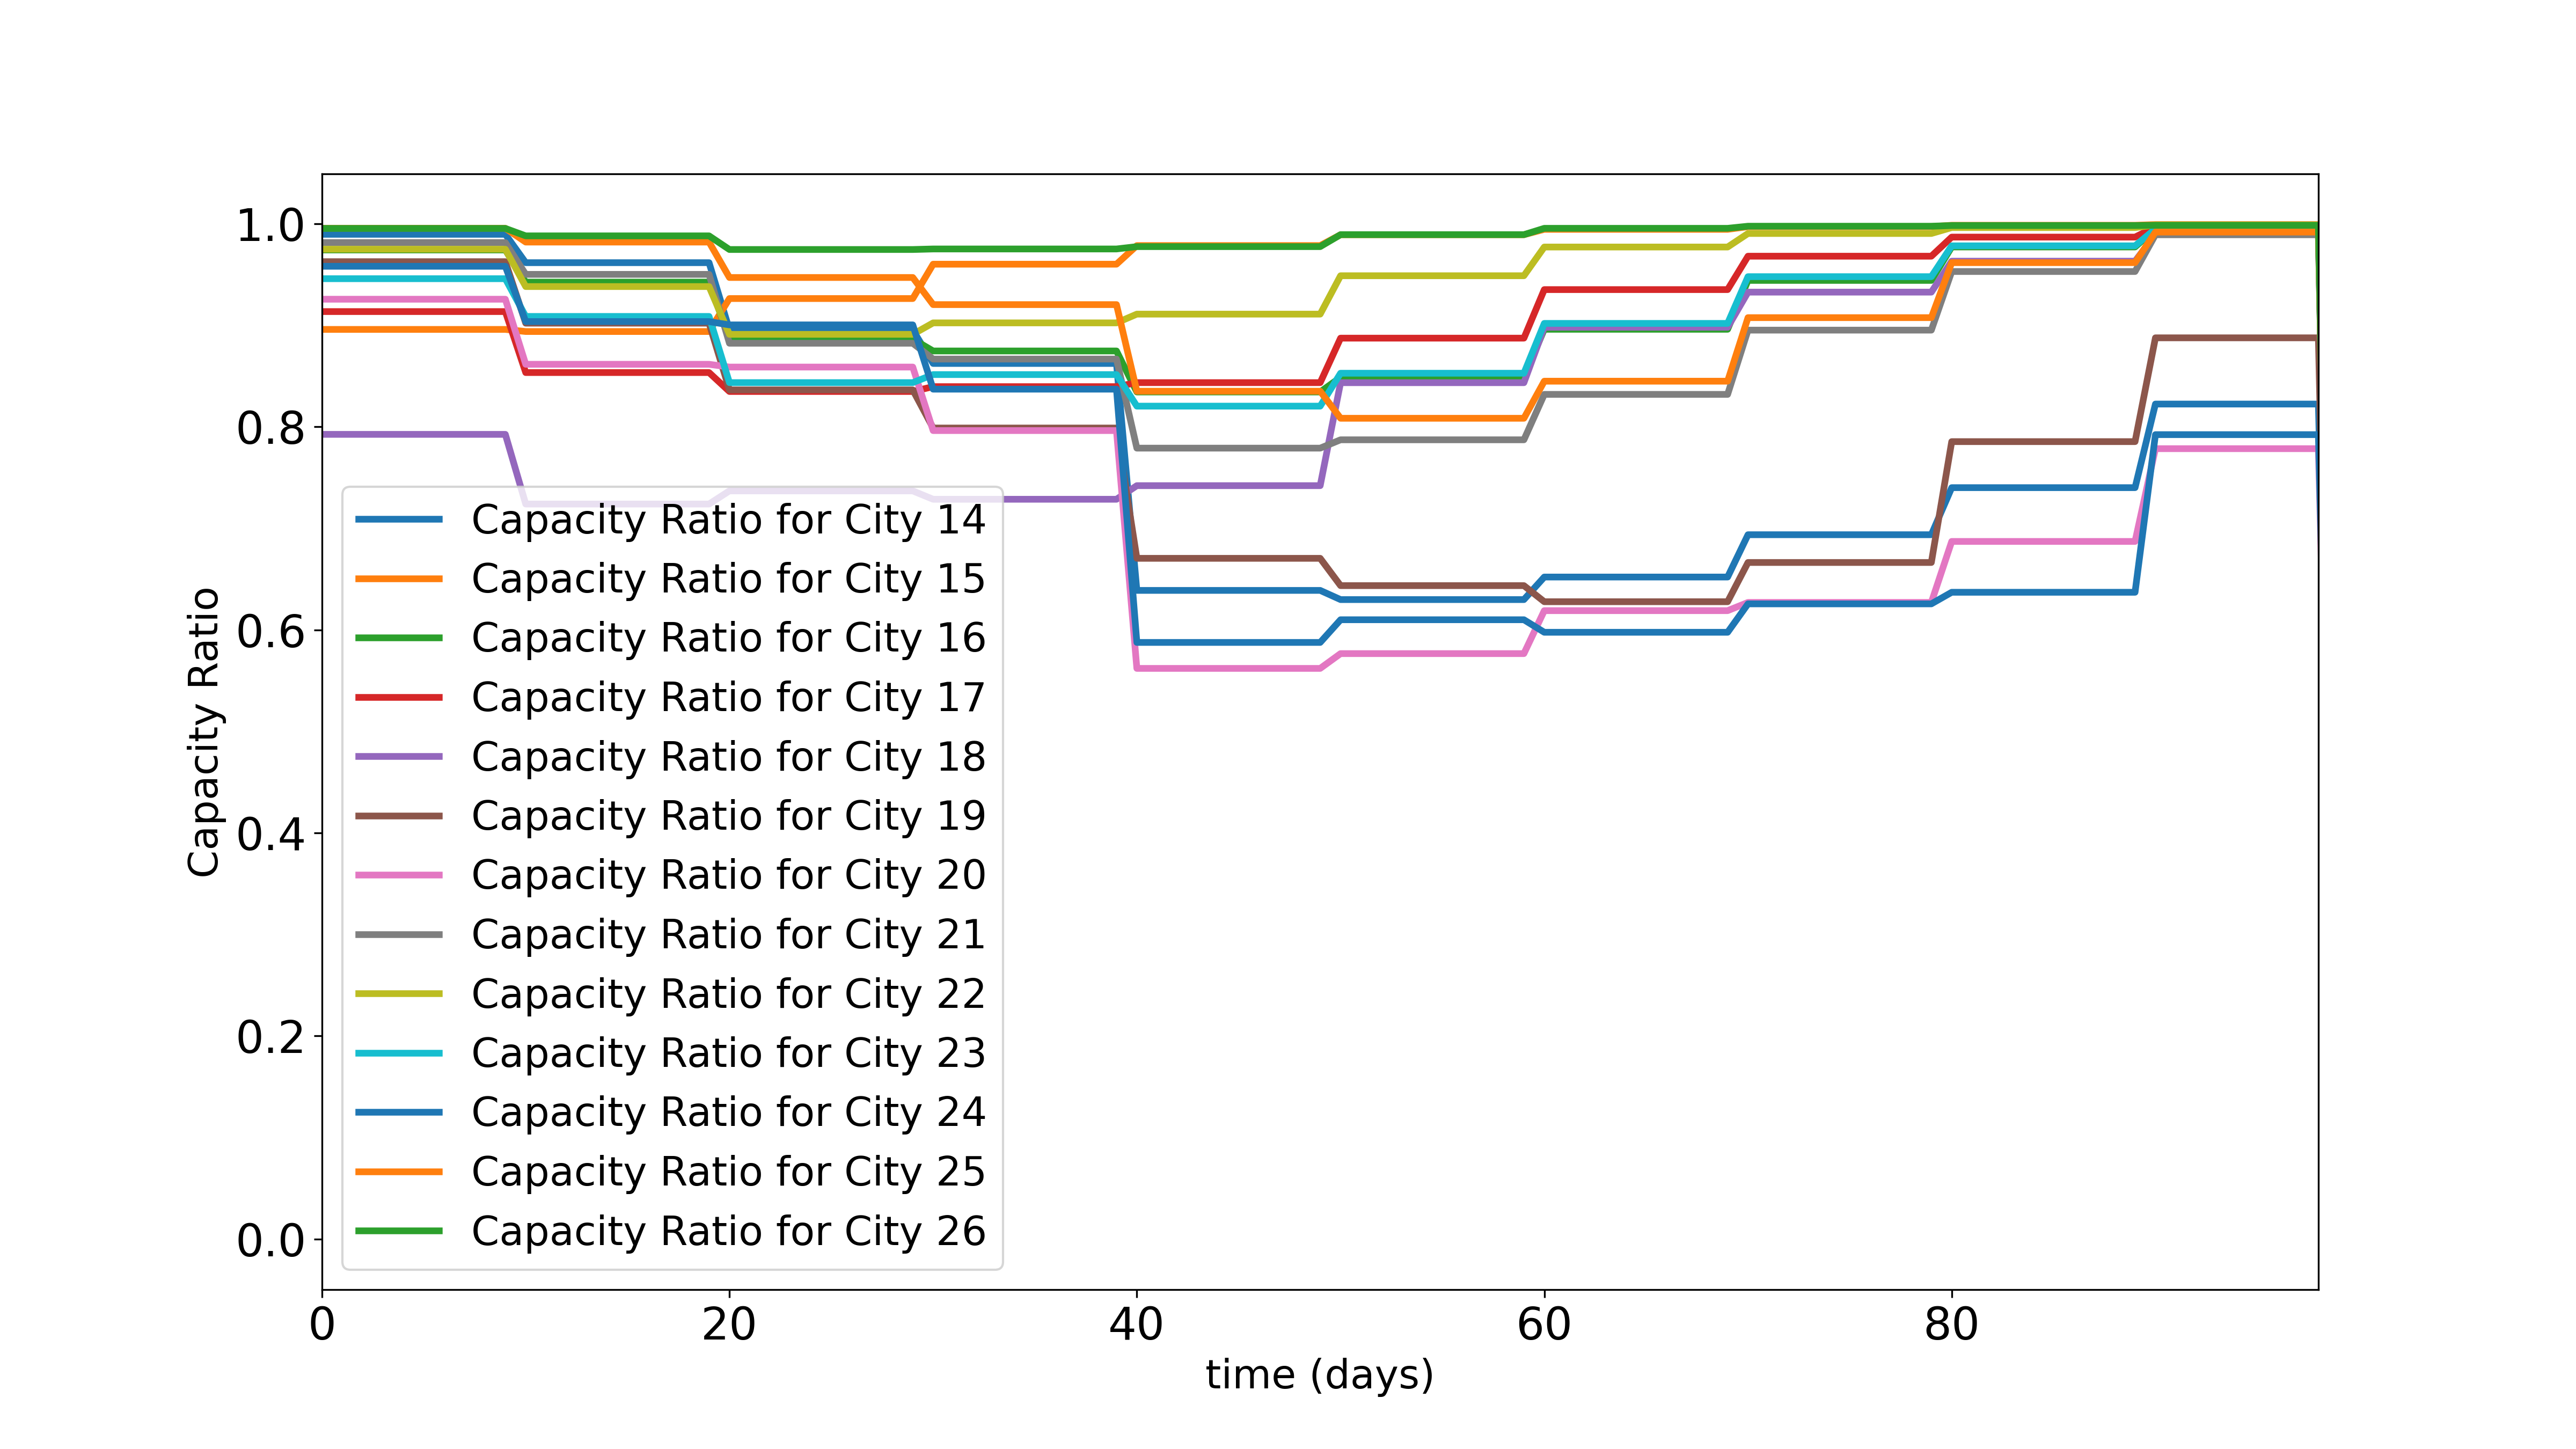 1.0
0.8
0.6
0.4
0.2
0.0
Capacity Ratio
Capacity Ratio for City 14
Capacity Ratio for City 15
Capacity Ratio for City 16
Capacity Ratio for City 17
Capacity Ratio for City 18
Capacity Ratio for City 19
Capacity Ratio for City 20
Capacity Ratio for City 21
Capacity Ratio for City 22
Capacity Ratio for City 23
Capacity Ratio for City 24
Capacity Ratio for City 25
Capacity Ratio for City 26
0 20 40 60 80
time (days)